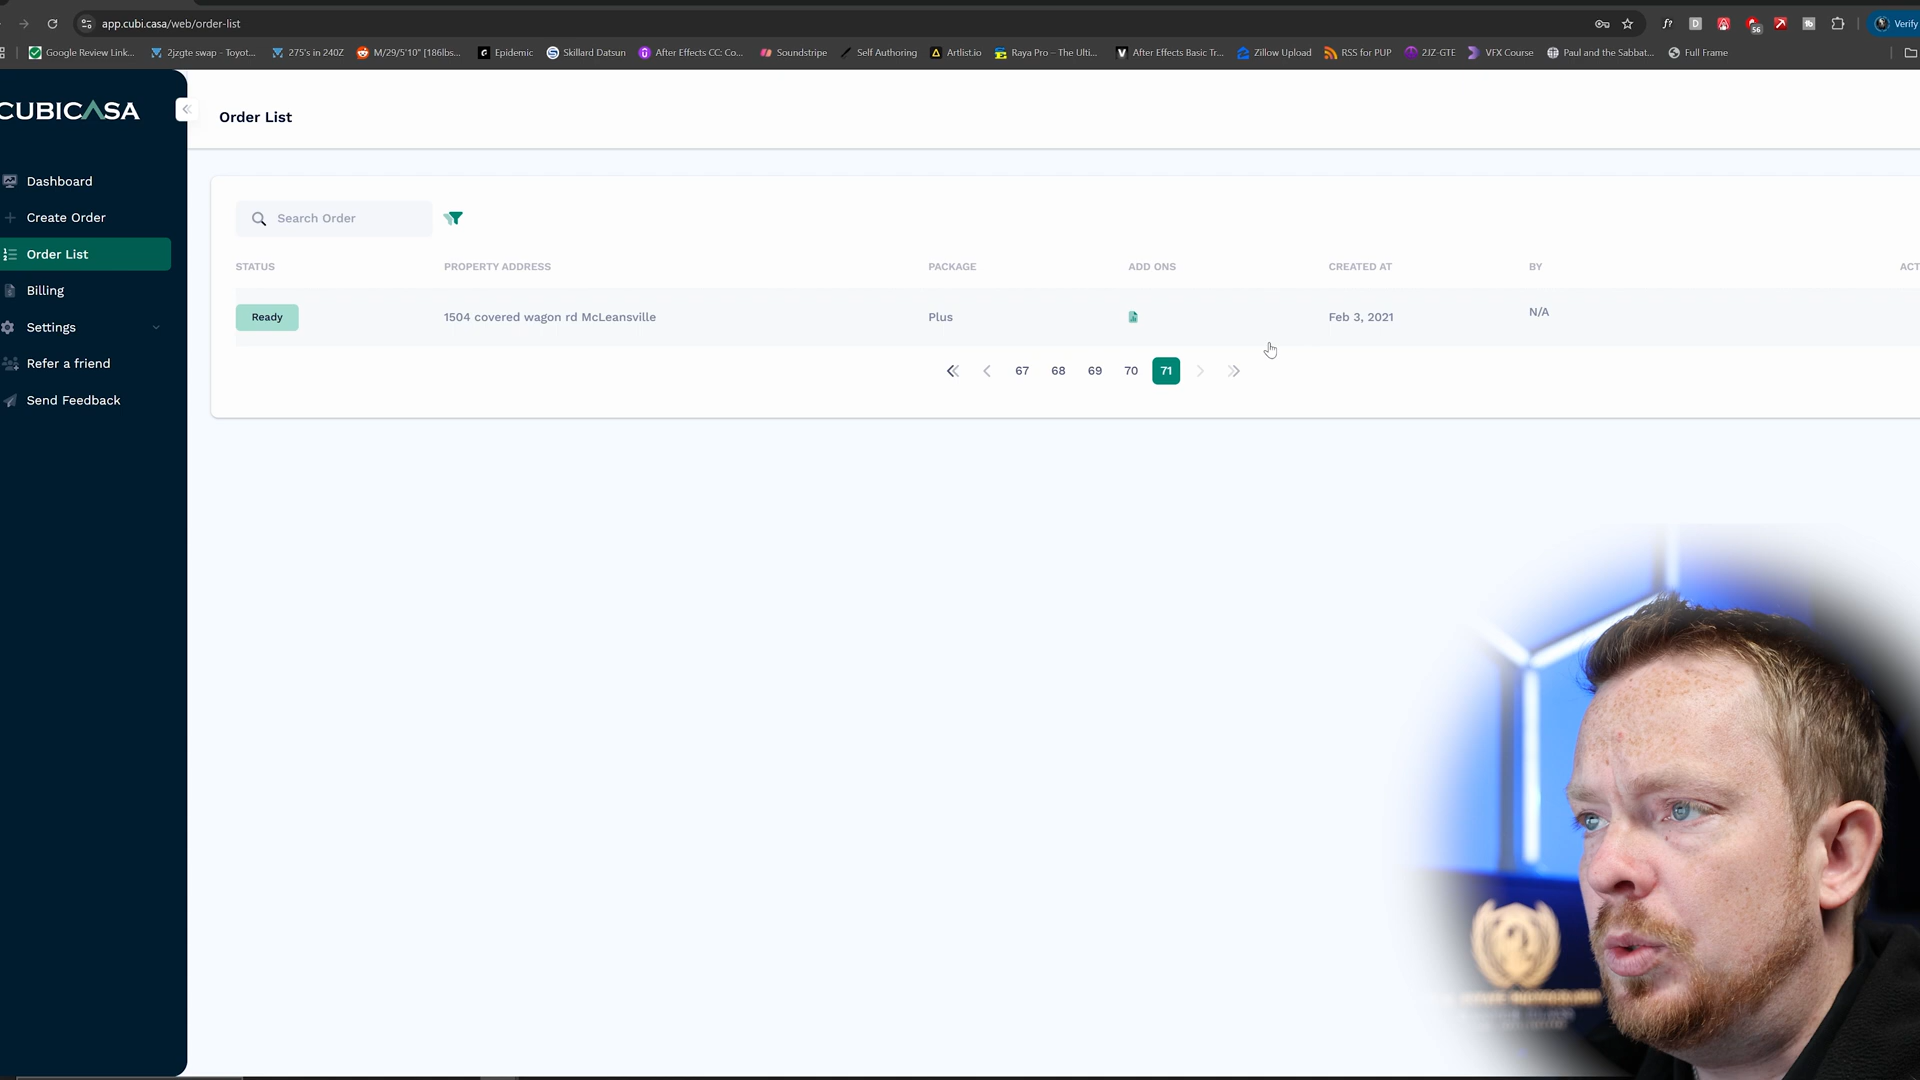 app.cubi.casa/web/order-list
56
Verify
Google Review Link...
2jzgte swap - Toyot...
275's in 240Z
M/29/5'10" [186lbs...
Epidemic
Skillard Datsun
After Effects CC: Co...
Soundstripe
Self Authoring
Artlist.io
Raya Pro – The Ulti...
After Effects Basic Tr...
Zillow Upload
RSS for PUP
2JZ-GTE
VFX Course
Paul and the Sabbat...
Full Frame
CUBICASA
Dashboard
Create Order
Order List
Billing
Settings
Refer a friend
Send Feedback
Order List
Search Order
STATUS PROPERTY ADDRESS PACKAGE ADD ONS CREATED AT BY ACT
Ready 1504 covered wagon rd McLeansville Plus Feb 3, 2021 N/A
67 68 69 70 71